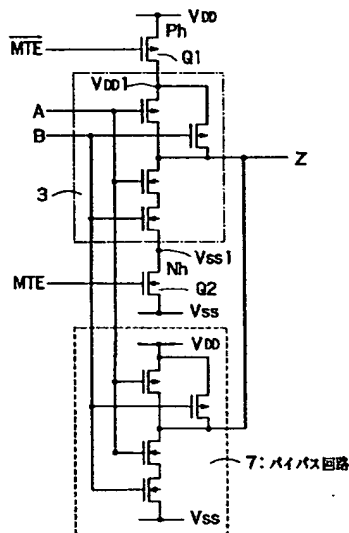 VDD
Ph
MTE
Q1
VDD1
A
B
Z
3
VSS1
Nh
MTE
Q2
VSS
VDD
7:バイパス回路
VSS